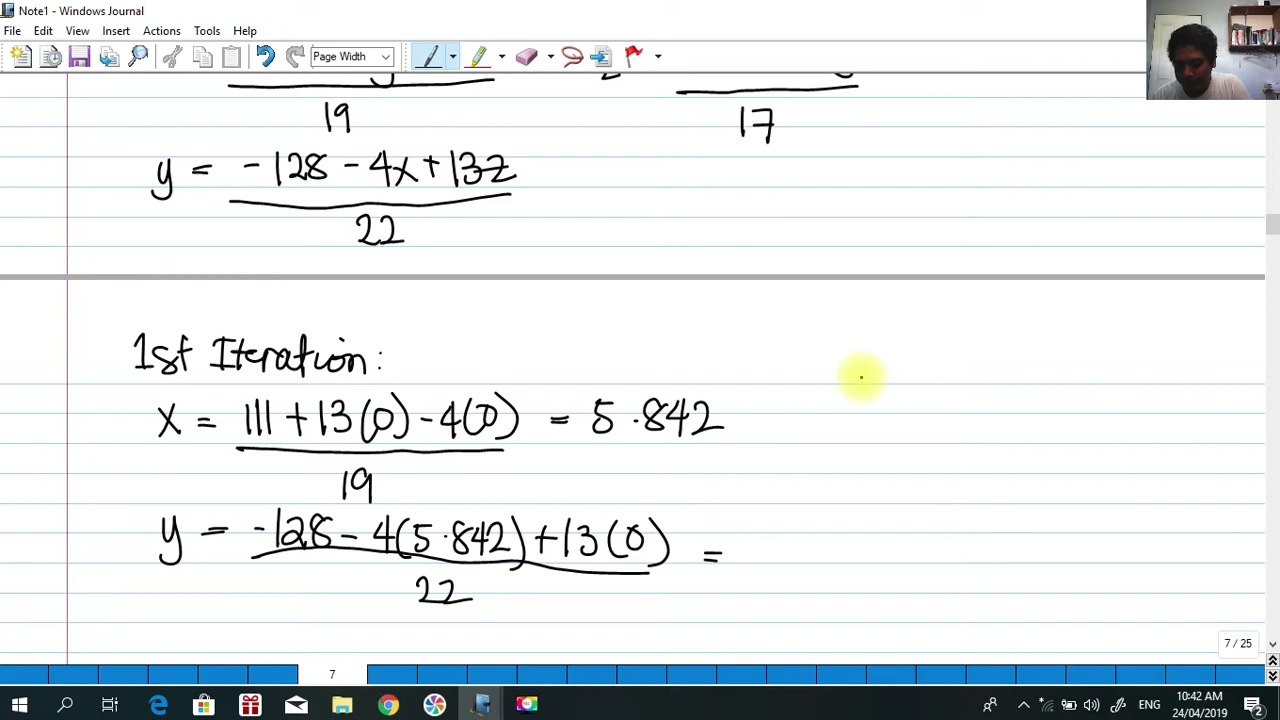 Note1 - Windows Journal
File Edit View Insert Actions Tools Help
Page Width
19
17
y = -128 - 4x + 13z
22
1st Iteration:
x = 111 + 13(0) - 4(0) = 5.842
19
y = -128 - 4(5.842) + 13(0) =
22
7 / 25
7
ENG
10:42 AM
24/04/2019
2